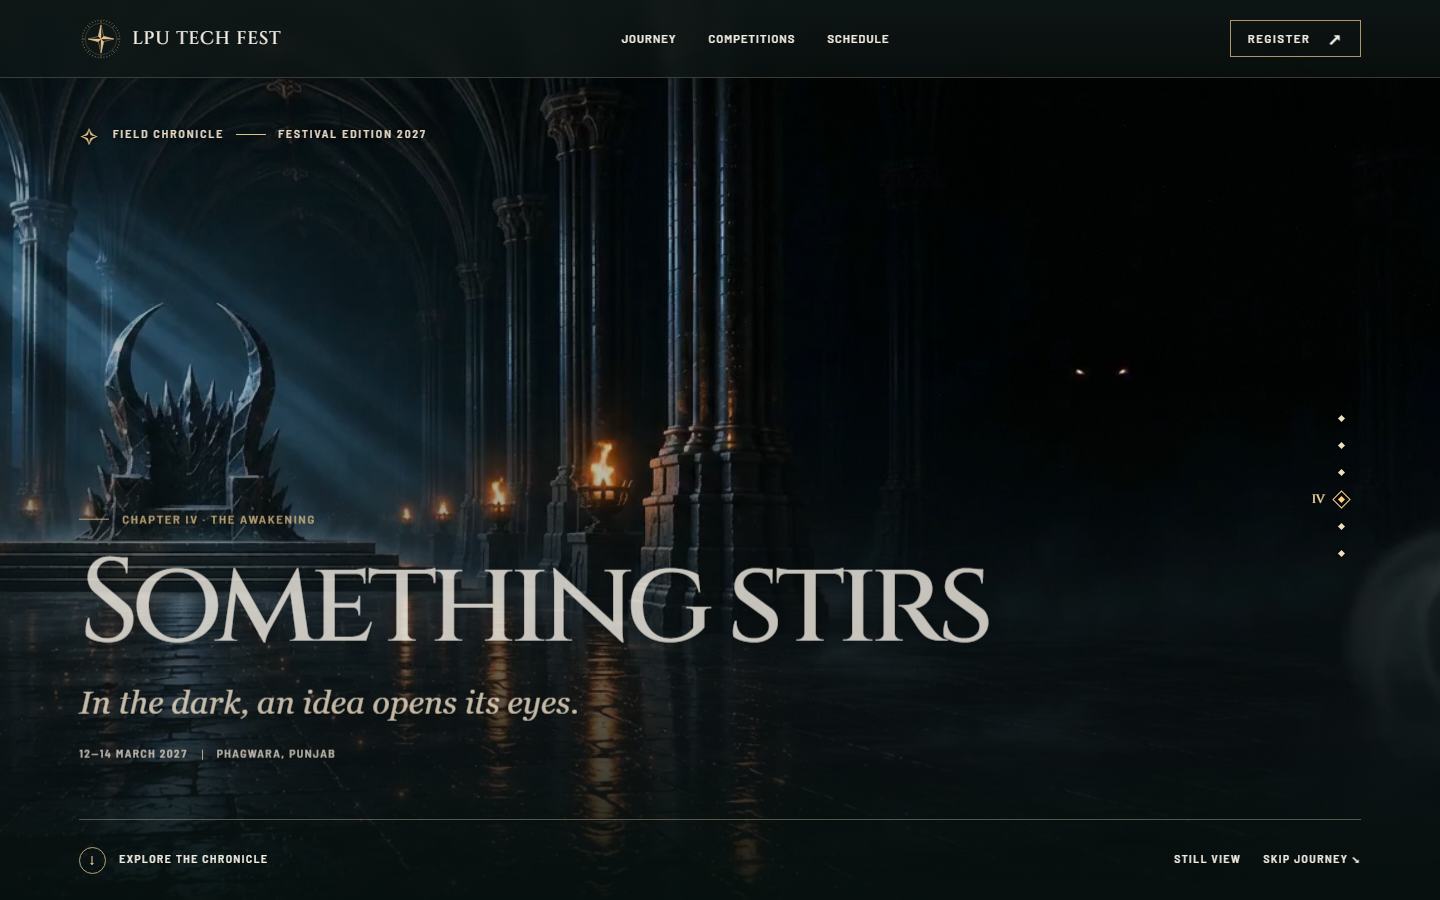 LPU TECH FEST
JOURNEY COMPETITIONS SCHEDULE
REGISTER ↗
FIELD CHRONICLE — FESTIVAL EDITION 2027
IV
CHAPTER IV · THE AWAKENING
SOMETHING STIRS
In the dark, an idea opens its eyes.
12–14 MARCH 2027 | PHAGWARA, PUNJAB
↓ EXPLORE THE CHRONICLE
STILL VIEW SKIP JOURNEY ↘